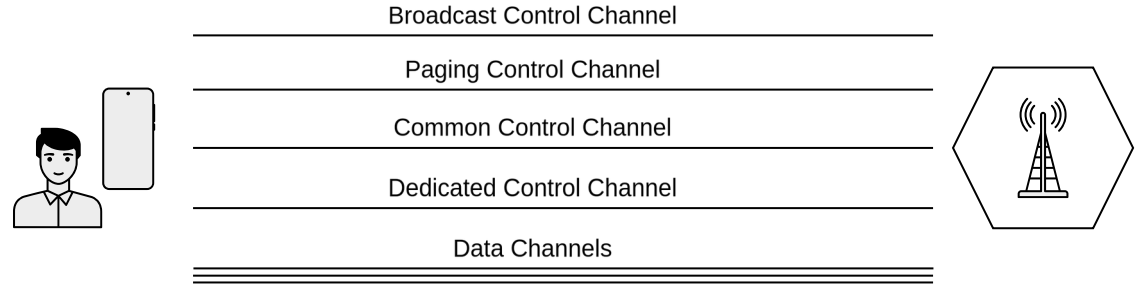 Broadcast Control Channel
Paging Control Channel
Common Control Channel
Dedicated Control Channel
Data Channels